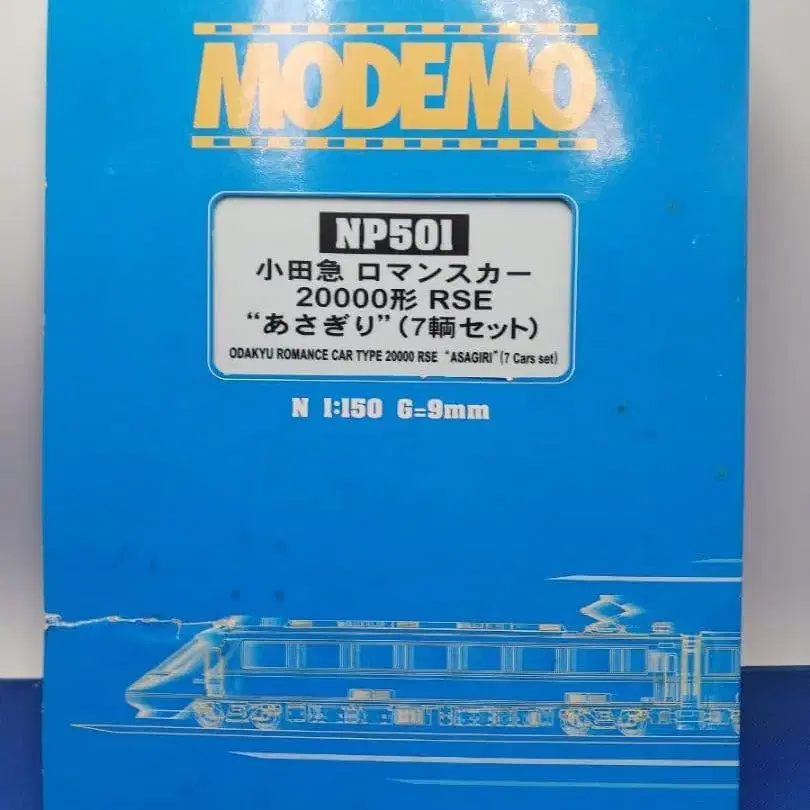 MODEMO
NP501
小田急 ロマンスカー
20000形 RSE
“あさぎり”(7輌セット)
ODAKYU ROMANCE CAR TYPE 20000 RSE “ASAGIRI”(7 Cars set)
N 1:150 G=9mm